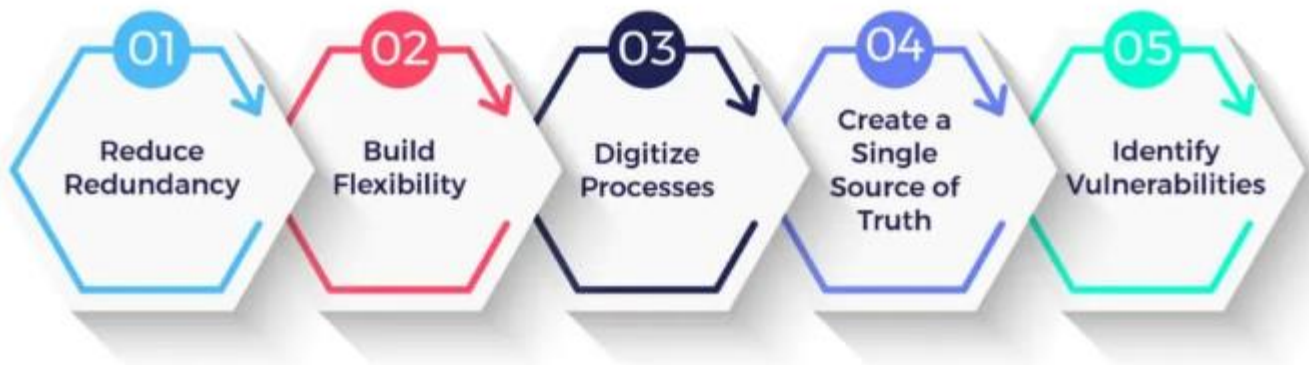 01
Reduce
Redundancy
02
Build
Flexibility
03
Digitize
Processes
04
Create a
Single
Source of
Truth
05
Identify
Vulnerabilities